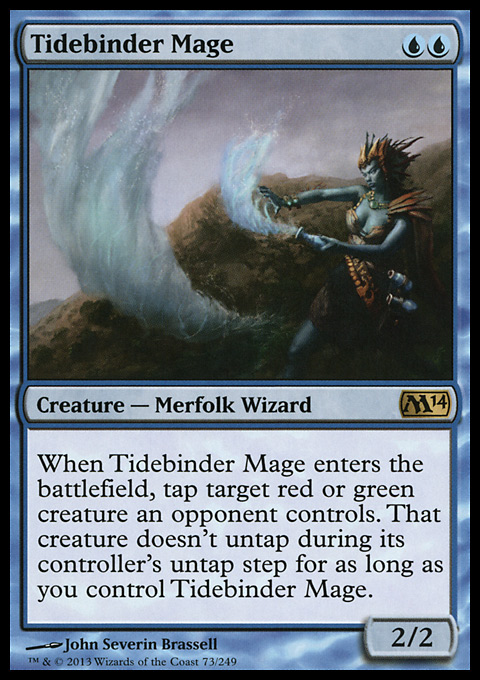 Tidebinder Mage
Creature — Merfolk Wizard
M14
When Tidebinder Mage enters the
battlefield, tap target red or green
creature an opponent controls. That
creature doesn't untap during its
controller's untap step for as long as
you control Tidebinder Mage.
2/2
John Severin Brassell
™ & © 2013 Wizards of the Coast 73/249